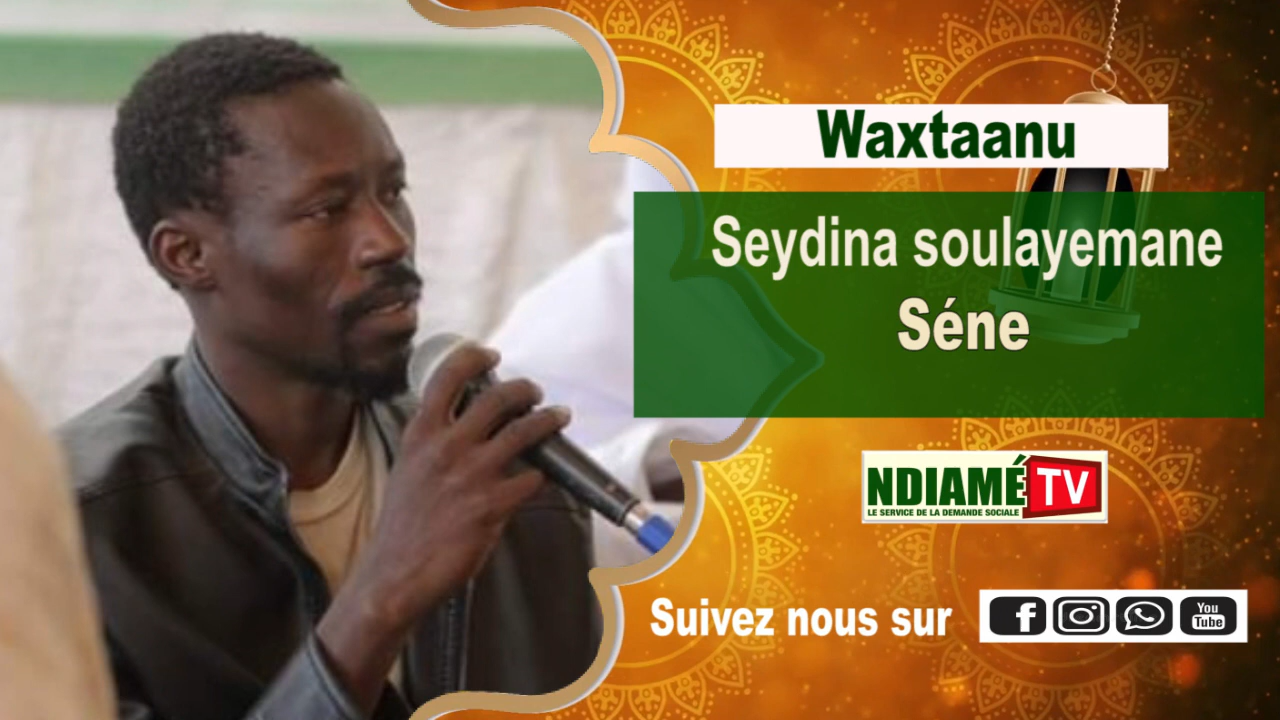 Waxtaanu
Seydina soulayemane
Séne
NDIAMÉ TV
LE SERVICE DE LA DEMANDE SOCIALE
Suivez nous sur
You
Tube